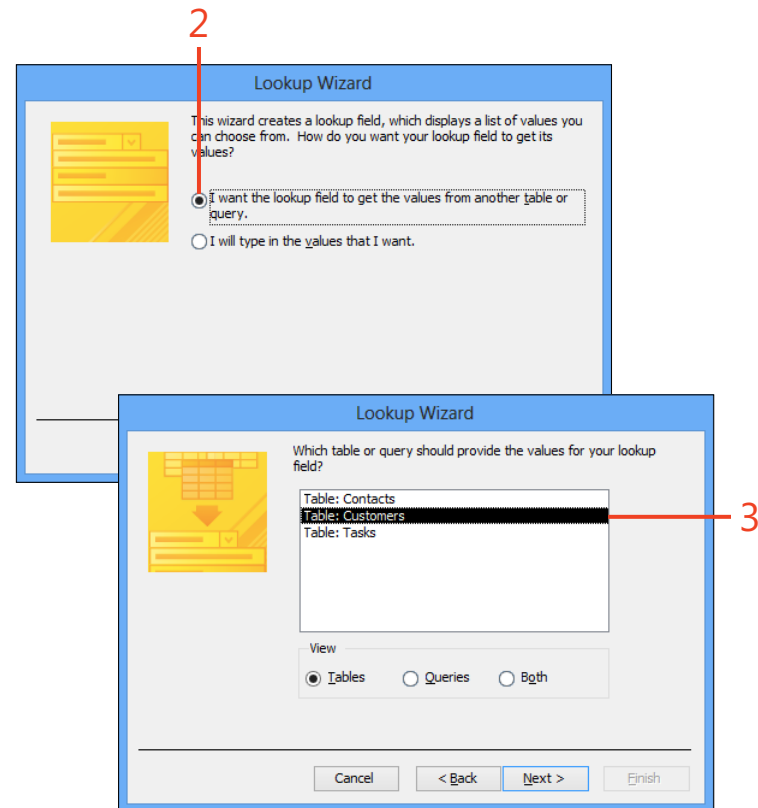 2
Lookup Wizard
This wizard creates a lookup field, which displays a list of values you
can choose from. How do you want your lookup field to get its
values?
I want the lookup field to get the values from another table or
query.
I will type in the values that I want.
Lookup Wizard
Which table or query should provide the values for your lookup
field?
Table: Contacts
Table: Customers
Table: Tasks
3
View
Tables Queries Both
Cancel < Back Next > Finish